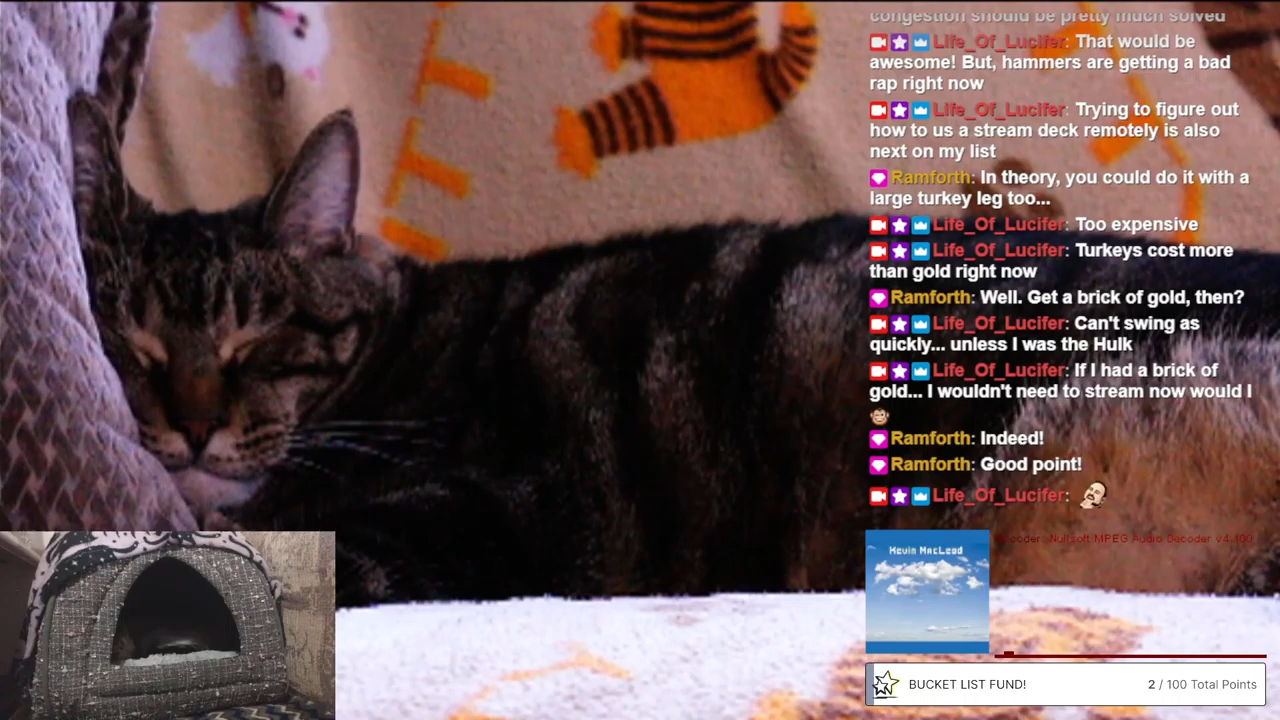 congestion should be pretty much solved
Life_Of_Lucifer: That would be
awesome! But, hammers are getting a bad
rap right now
Life_Of_Lucifer: Trying to figure out
how to us a stream deck remotely is also
next on my list
Ramforth: In theory, you could do it with a
large turkey leg too...
Life_Of_Lucifer: Too expensive
Life_Of_Lucifer: Turkeys cost more
than gold right now
Ramforth: Well. Get a brick of gold, then?
Life_Of_Lucifer: Can't swing as
quickly... unless I was the Hulk
Life_Of_Lucifer: If I had a brick of
gold... I wouldn't need to stream now would I
Ramforth: Indeed!
Ramforth: Good point!
Life_Of_Lucifer:
Kevin MacLeod
Nullsoft MPEG Audio Decoder v4.100
BUCKET LIST FUND!
2 / 100 Total Points